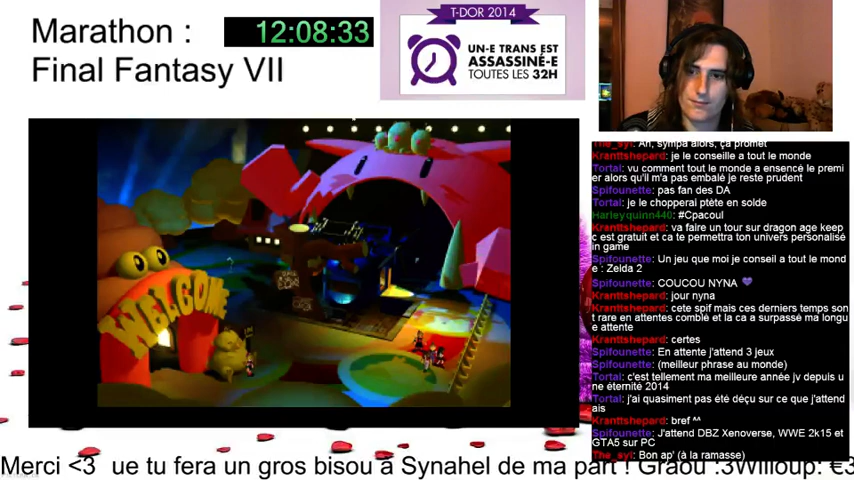 Marathon :
Final Fantasy VII
12:08:33
T-DOR 2014
UN·E TRANS EST
ASSASSINÉ·E
TOUTES LES 32H
WELCOME
The_syl: Ah, sympa alors, ça promet
Kranttshepard: je le conseille a tout le monde
Tortal: vu comment tout le monde a ensencé le premi
er alors qu'il m'a pas embalé je reste prudent
Spifounette: pas fan des DA
Tortal: je le chopperai ptète en solde
Harleyquinn440: #Cpacoul
Kranttshepard: va faire un tour sur dragon age keep
c est gratuit et ca te permettra ton univers personalisé
in game
Spifounette: Un jeu que moi je conseil a tout le mond
e : Zelda 2
Spifounette: COUCOU NYNA 💜
Kranttshepard: jour nyna
Kranttshepard: cete spif mais ces derniers temps son
t rare en attentes comblé et la ca a surpassé ma longu
e attente
Kranttshepard: certes
Spifounette: En attente j'attend 3 jeux
Spifounette: (meilleur phrase au monde)
Tortal: c'est tellement ma meilleure année jv depuis u
ne éternité 2014
Tortal: j'ai quasiment pas été déçu sur ce que j'attend
ais
Kranttshepard: bref ^^
Spifounette: J'attend DBZ Xenoverse, WWE 2k15 et
GTA5 sur PC
The_syl: Bon ap' (à la ramasse)
Merci <3 ue tu fera un gros bisou à Synahel de ma part ! Graou :3Willoup: €3